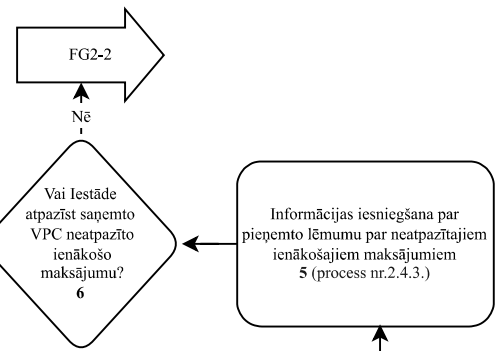 FG2-2
Nē
Vai Iestāde
atpazīst saņemto
VPC neatpazīto
ienākošo
maksājumu?
6
Informācijas iesniegšana par
pieņemto lēmumu par neatpazītajiem
ienākošajiem maksājumiem
5 (process nr.2.4.3.)